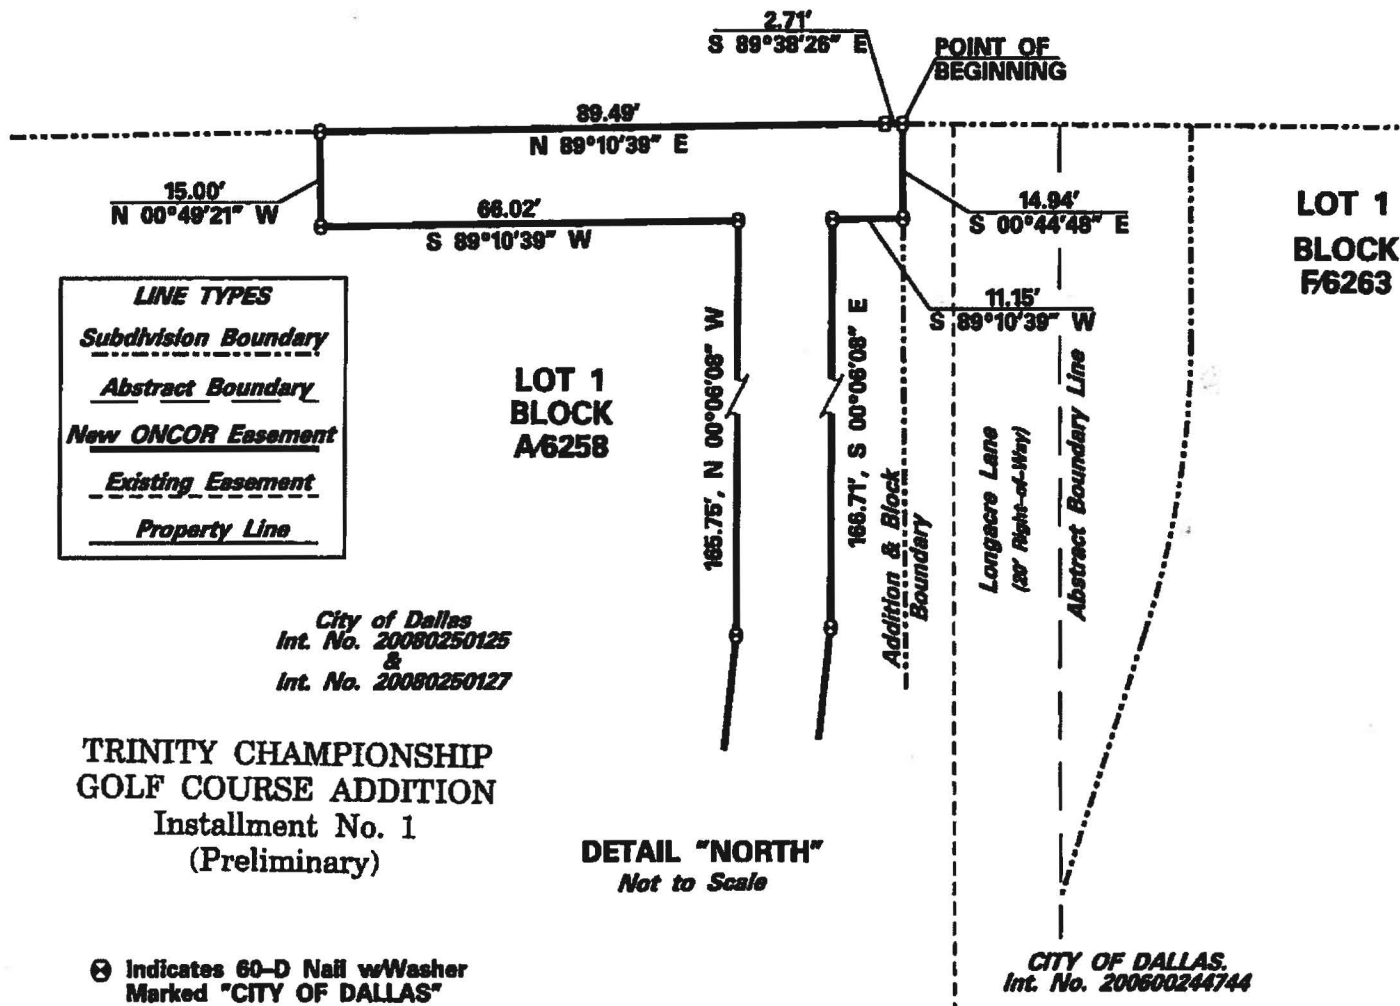 2.71'
S 89°38'26" E
POINT OF
BEGINNING
89.49'
N 89°10'39" E
15.00'
N 00°49'21" W
66.02'
S 89°10'39" W
14.94'
S 00°44'48" E
LOT 1
BLOCK
F/6263
11.15'
S 89°10'39" W
LINE TYPES
Subdivision Boundary
Abstract Boundary
New ONCOR Easement
Existing Easement
Property Line
LOT 1
BLOCK
A/6258
165.75', N 00°06'08" W
166.71', S 00°06'08" E
Addition & Block
Boundary
Longacre Lane
(20' Right-of-Way)
Abstract Boundary Line
City of Dallas
Int. No. 20080250125
&
Int. No. 20080250127
TRINITY CHAMPIONSHIP
GOLF COURSE ADDITION
Installment No. 1
(Preliminary)
DETAIL "NORTH"
Not to Scale
Indicates 60-D Nail w/Washer
Marked "CITY OF DALLAS"
CITY OF DALLAS.
Int. No. 200600244744